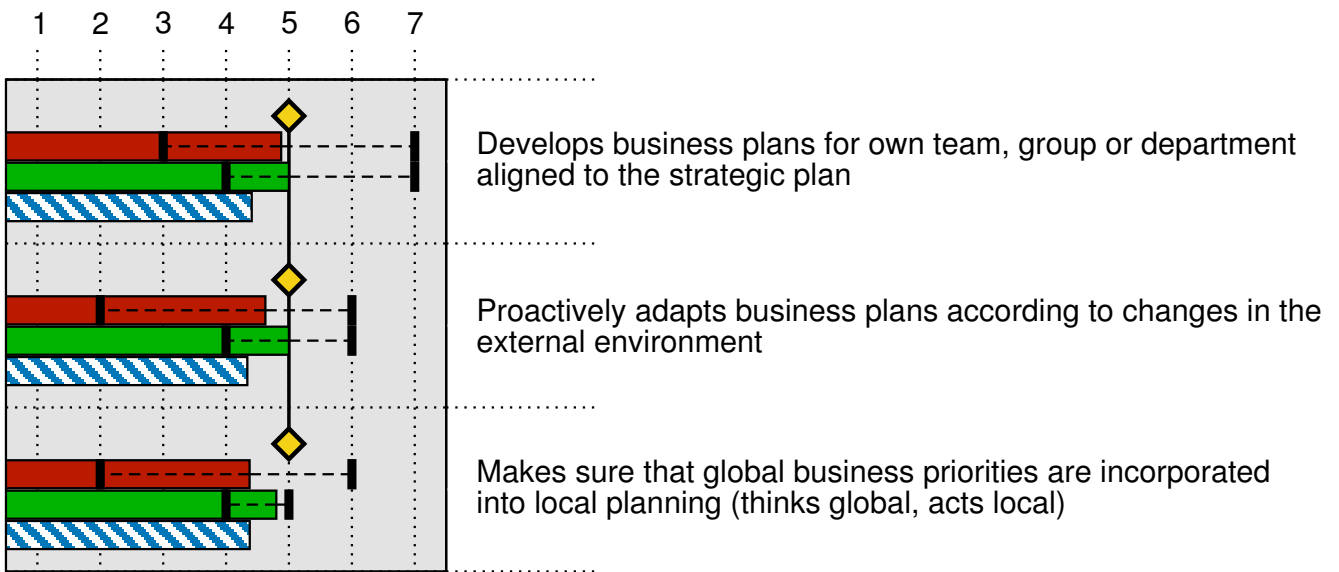 1 2 3 4 5 6 7
Develops business plans for own team, group or department
aligned to the strategic plan
Proactively adapts business plans according to changes in the
external environment
Makes sure that global business priorities are incorporated
into local planning (thinks global, acts local)